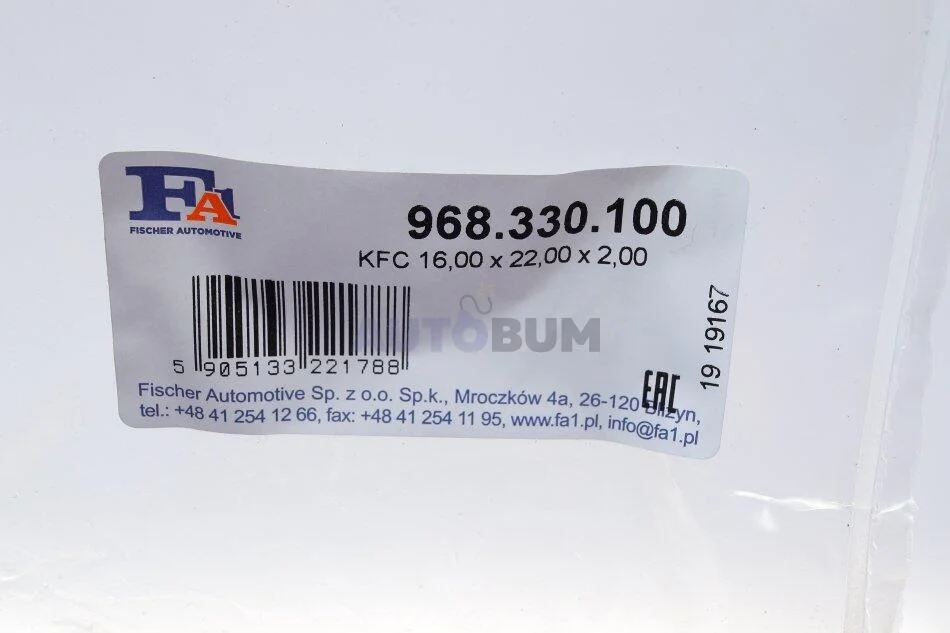 FA1
FISCHER AUTOMOTIVE
968.330.100
KFC 16,00 x 22,00 x 2,00
AUTOBUM
5 905133 221788
19 19167
EAC
Fischer Automotive Sp. z o.o. Sp.k., Mroczków 4a, 26-120 Bliżyn,
tel.: +48 41 254 12 66, fax: +48 41 254 11 95, www.fa1.pl, info@fa1.pl